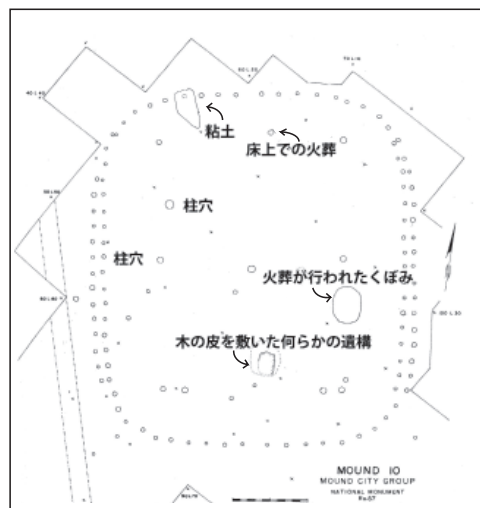 粘土
床上での火葬
柱穴
柱穴
火葬が行われたくぼみ
木の皮を敷いた何らかの遺構
MOUND 10
MOUND CITY GROUP
NATIONAL MONUMENT